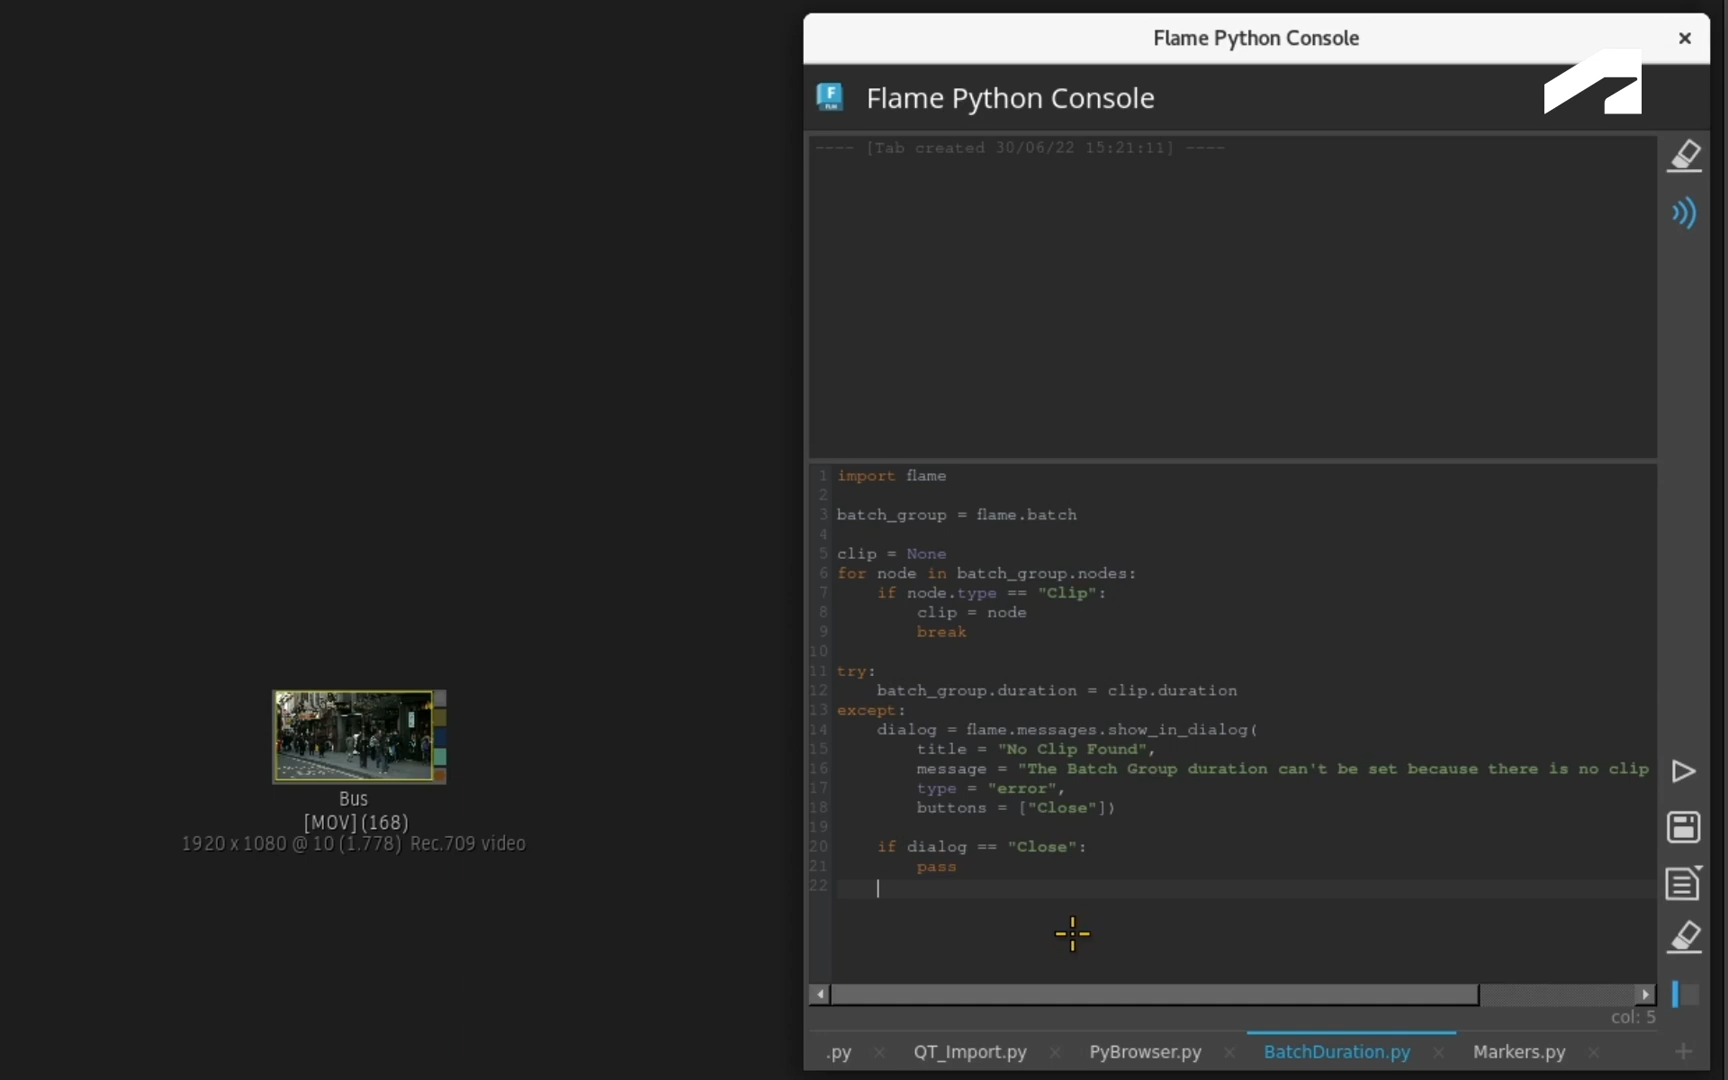 Flame Python Console
F
FLM
Flame Python Console
---- [Tab created 30/06/22 15:21:11] ----
1 import flame
2
3 batch_group = flame.batch
4
5 clip = None
6 for node in batch_group.nodes:
7     if node.type == "Clip":
8         clip = node
9         break
10
11 try:
12     batch_group.duration = clip.duration
13 except:
14     dialog = flame.messages.show_in_dialog(
15         title = "No Clip Found",
16         message = "The Batch Group duration can't be set because there is no clip
17         type = "error",
18         buttons = ["Close"])
19
20     if dialog == "Close":
21         pass
22
Bus
[MOV] (168)
1920 x 1080 @ 10 (1.778) Rec.709 video
col: 5
.py QT_Import.py PyBrowser.py BatchDuration.py Markers.py